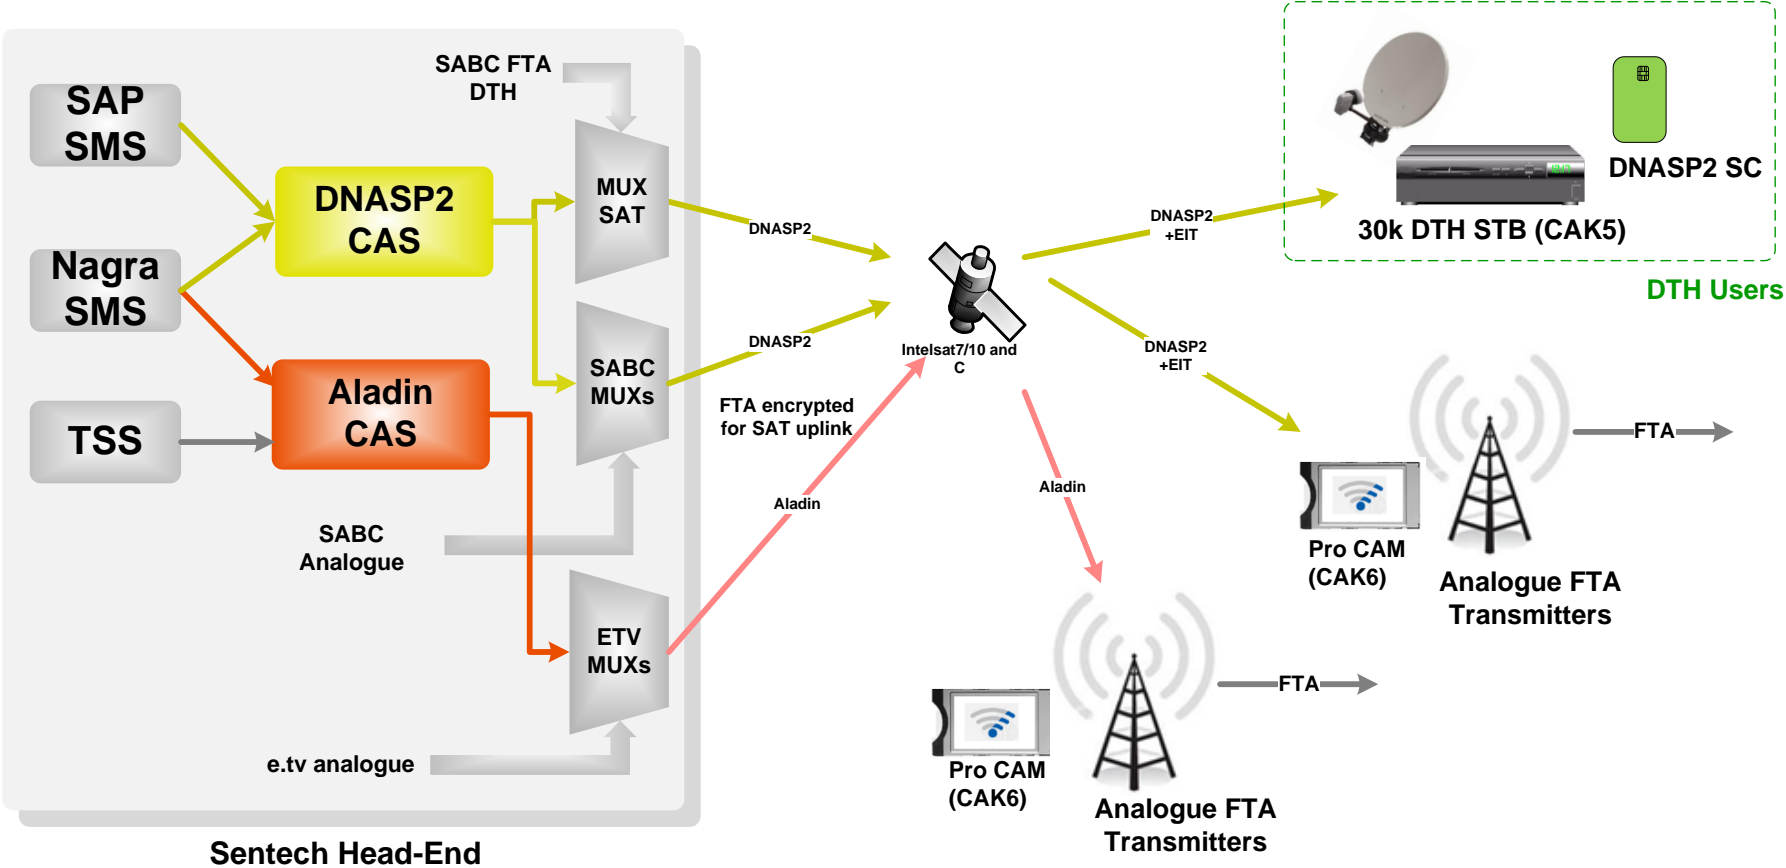 SABC FTA
DTH
SAP
SMS
DNASP2
CAS
MUX
SAT
Nagra
SMS
Aladin
CAS
SABC
MUXs
TSS
SABC
Analogue
ETV
MUXs
e.tv analogue
Sentech Head-End
DNASP2
DNASP2
FTA encrypted
for SAT uplink
Aladin
Intelsat7/10 and
C
DNASP2
+EIT
DNASP2
+EIT
Aladin
DNASP2 SC
30k DTH STB (CAK5)
DTH Users
FTA
Pro CAM
(CAK6)
Analogue FTA
Transmitters
FTA
Pro CAM
(CAK6)
Analogue FTA
Transmitters